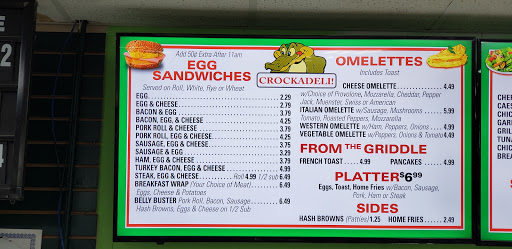 Add 50¢ Extra After 11am
EGG
SANDWICHES
Served on Roll, White, Rye or Wheat
EGG 2.29
EGG & CHEESE 2.79
BACON & EGG 3.79
BACON, EGG, & CHEESE 4.25
PORK ROLL & CHEESE 3.79
PORK ROLL, EGG & CHEESE 4.25
SAUSAGE, EGG & CHEESE 3.75
SAUSAGE & EGG 3.29
HAM, EGG & CHEESE 3.79
TURKEY BACON, EGG & CHEESE 4.99
STEAK, EGG & CHEESE Roll 4.99 1/2 sub 6.49
BREAKFAST WRAP (Your Choice of Meat) 6.49
Eggs, Cheese & Potatoes
BELLY BUSTER Pork Roll, Bacon, Sausage 6.49
Hash Browns, Eggs & Cheese on 1/2 Sub
CROCKADELI!
OMELETTES
Includes Toast
CHEESE OMELETTE 4.49
w/Choice of Provolone, Mozzarella, Cheddar, Pepper
Jack, Muenster, Swiss or American
ITALIAN OMELETTE w/Sausage, Mushrooms 5.99
Tomato, Roasted Peppers, Mozzarella
WESTERN OMELETTE w/Ham, Peppers, Onions 4.99
VEGETABLE OMELETTE w/Peppers, Onions & Tomato 4.49
FROM THE GRIDDLE
FRENCH TOAST 4.99 PANCAKES 4.99
PLATTER $6.99
Eggs, Toast, Home Fries w/Bacon, Sausage,
Pork, Ham or Steak
SIDES
HASH BROWNS (Patties) 1.25 HOME FRIES 2.49
2